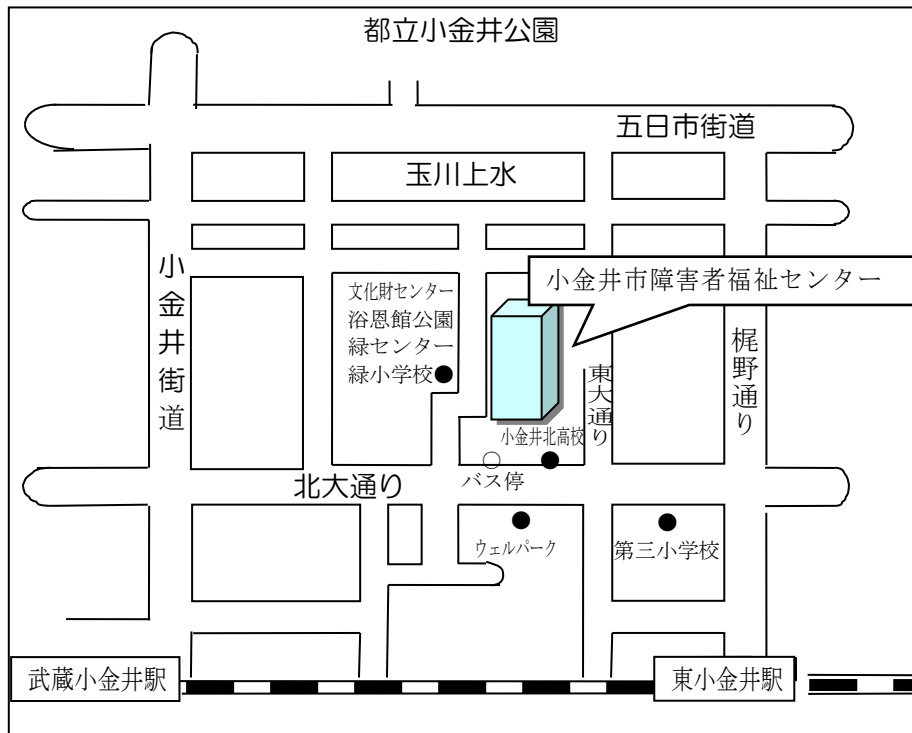 都立小金井公園
五日市街道
玉川上水
小金井街道
小金井市障害者福祉センター
文化財センター
浴恩館公園
緑センター
緑小学校
東大通り
梶野通り
小金井北高校
バス停
北大通り
ウェルパーク
第三小学校
武蔵小金井駅
東小金井駅